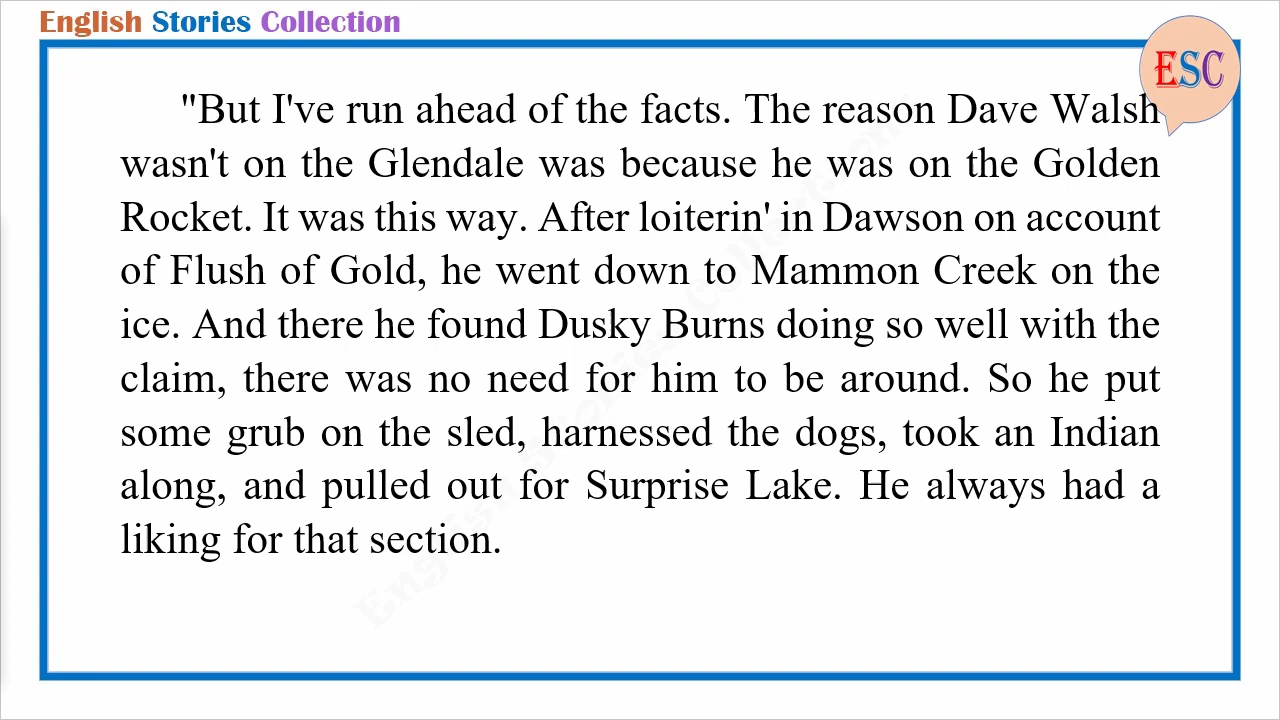 English Stories Collection
ESC
"But I've run ahead of the facts. The reason Dave Walsh
wasn't on the Glendale was because he was on the Golden
Rocket. It was this way. After loiterin' in Dawson on account
of Flush of Gold, he went down to Mammon Creek on the
ice. And there he found Dusky Burns doing so well with the
claim, there was no need for him to be around. So he put
some grub on the sled, harnessed the dogs, took an Indian
along, and pulled out for Surprise Lake. He always had a
liking for that section.